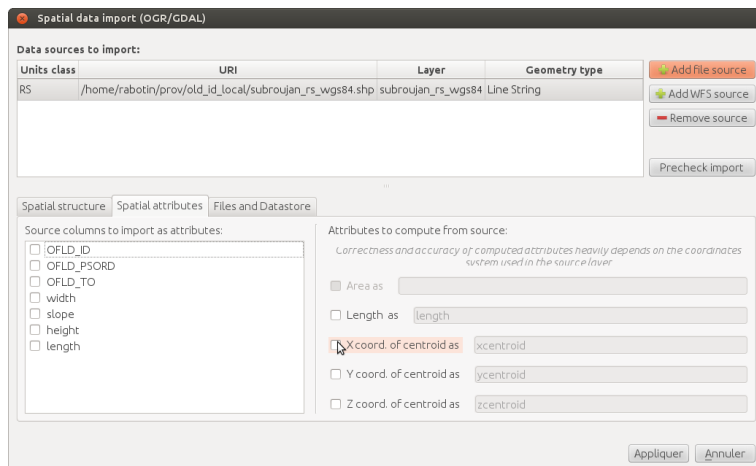 Spatial data import (OGR/GDAL)
Data sources to import:
Units class URI Layer Geometry type
RS /home/rabotin/prov/old_id_local/subroujan_rs_wgs84.shp subroujan_rs_wgs84 Line String
Add file source
Add WFS source
Remove source
Precheck import
Spatial structure Spatial attributes Files and Datastore
Source columns to import as attributes:
OFLD_ID
OFLD_PSORD
OFLD_TO
width
slope
height
length
Attributes to compute from source:
Correctness and accuracy of computed attributes heavily depends on the coordinates
system used in the source layer
Area as
Length as length
X coord. of centroid as xcentroid
Y coord. of centroid as ycentroid
Z coord. of centroid as zcentroid
Appliquer Annuler